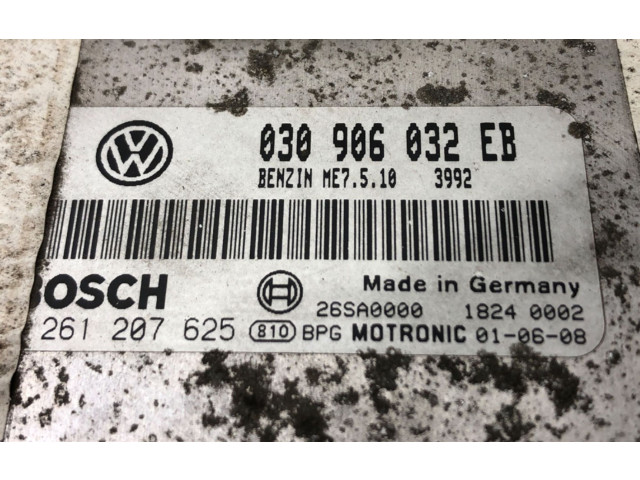 030 906 032 EB
BENZIN ME7.5.10 3992
BOSCH Made in Germany
26SA0000 1824 0002
261 207 625 810 BPG MOTRONIC 01-06-08